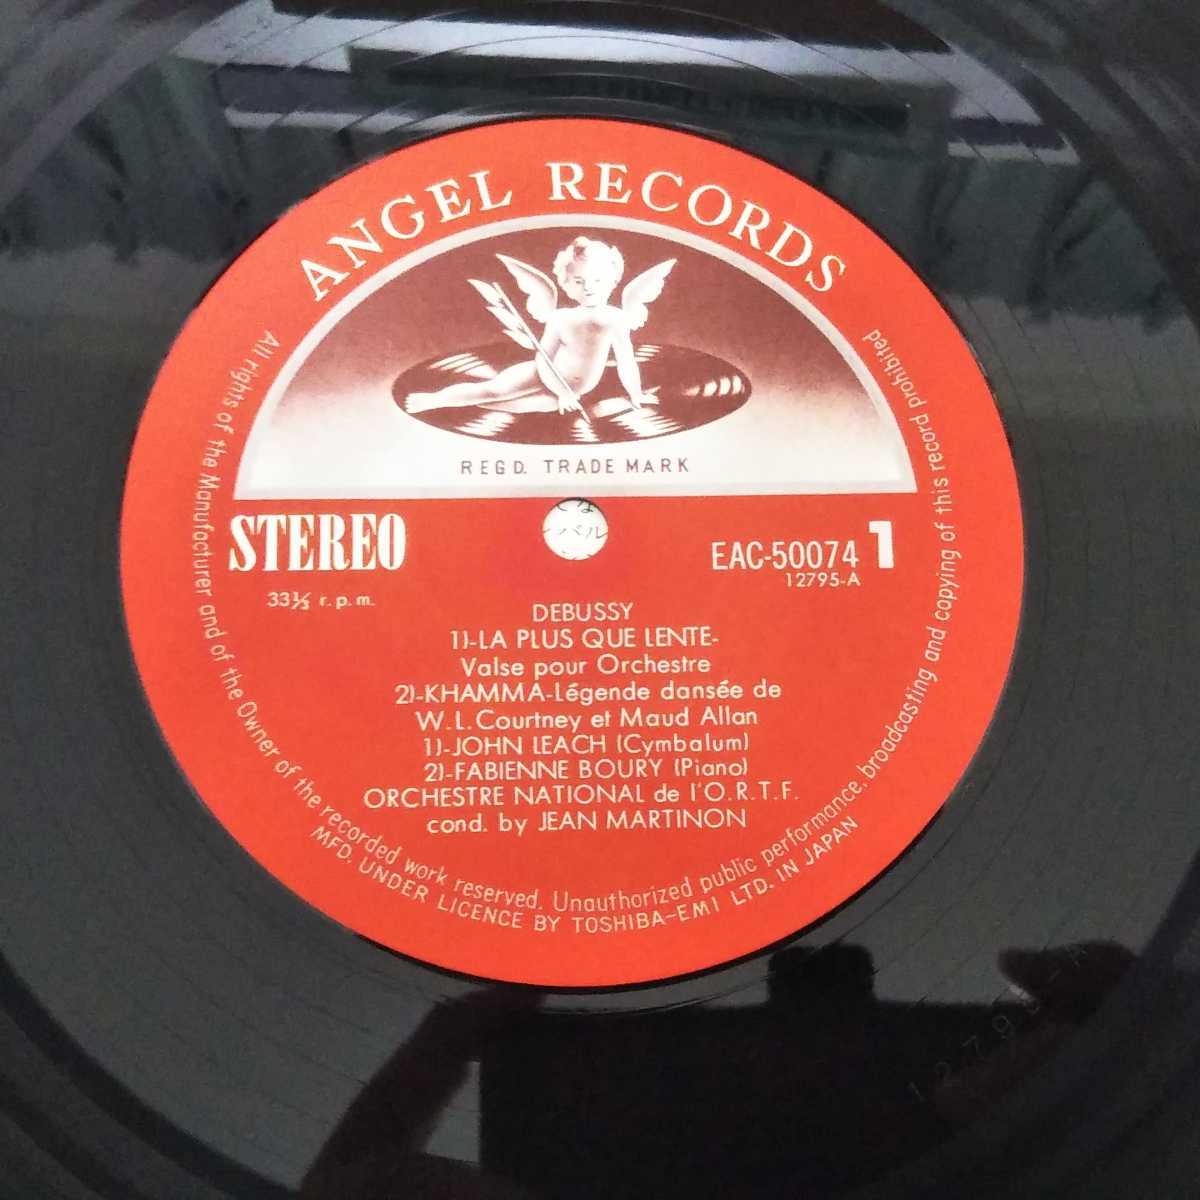 ANGEL RECORDS
REGD. TRADE MARK
STEREO
33⅓ r.p.m.
EAC-50074 1
12795-A
DEBUSSY
1)-LA PLUS QUE LENTE-
Valse pour Orchestre
2)-KHAMMA-Légende dansée de
W.L. Courtney et Maud Allan
1)-JOHN LEACH (Cymbalum)
2)-FABIENNE BOURY (Piano)
ORCHESTRE NATIONAL de l'O.R.T.F.
cond. by JEAN MARTINON
All rights of the Manufacturer and of the Owner of the recorded work reserved. Unauthorized public performance, broadcasting and copying of this record prohibited
MFD. UNDER LICENCE BY TOSHIBA-EMI LTD. IN JAPAN